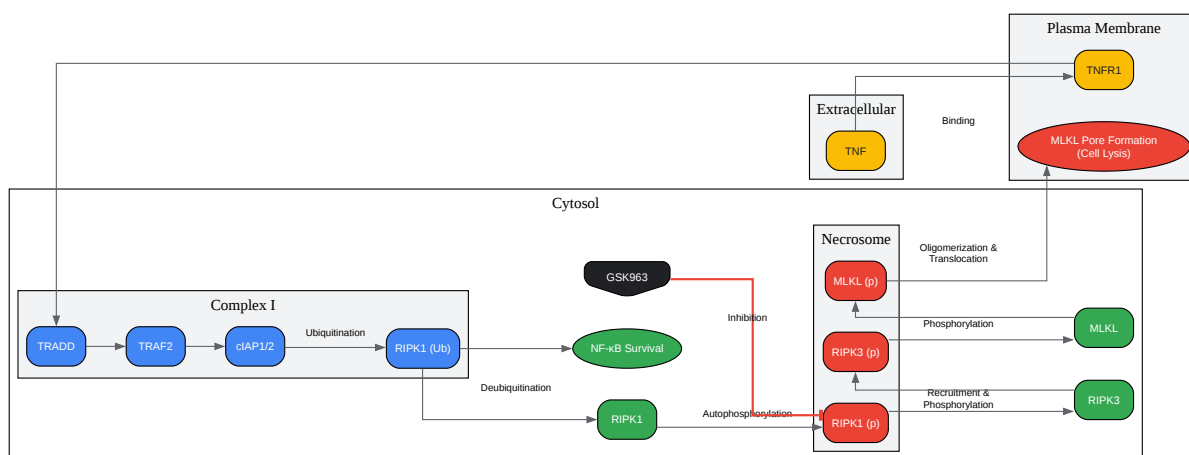 Plasma Membrane
TNFR1
Extracellular
Binding
TNF
MLKL Pore Formation
(Cell Lysis)
Cytosol
Necrosome
Oligomerization &
Translocation
GSK963
MLKL (p)
Complex I
Inhibition
Phosphorylation
MLKL
Ubiquitination
TRADD
TRAF2
cIAP1/2
RIPK1 (Ub)
NF-κB Survival
RIPK3 (p)
Deubiquitination
Recruitment &
Phosphorylation
RIPK3
RIPK1
Autophosphorylation
RIPK1 (p)